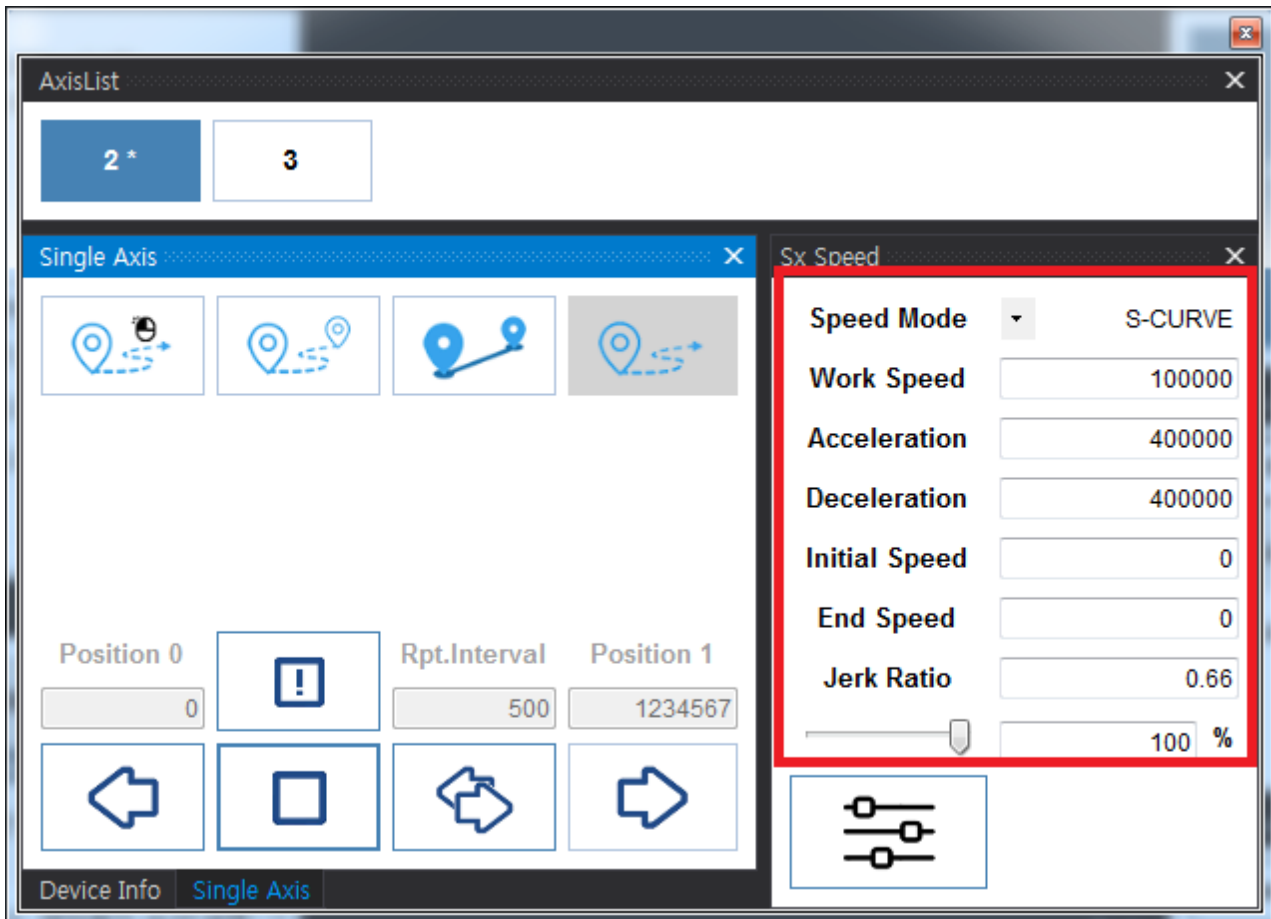 AxisList
2 *
3
Single Axis
Position 0
Rpt.Interval
Position 1
0
500
1234567
Device Info
Single Axis
Sx Speed
Speed Mode
S-CURVE
Work Speed
100000
Acceleration
400000
Deceleration
400000
Initial Speed
0
End Speed
0
Jerk Ratio
0.66
100 %